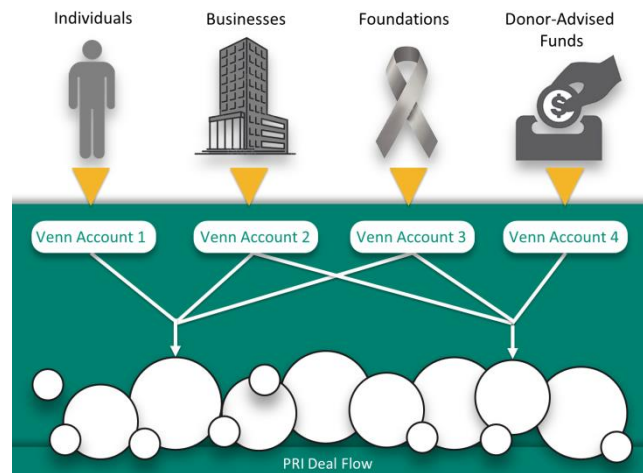 Individuals
Businesses
Foundations
Donor-Advised
Funds
$
Venn Account 1
Venn Account 2
Venn Account 3
Venn Account 4
PRI Deal Flow